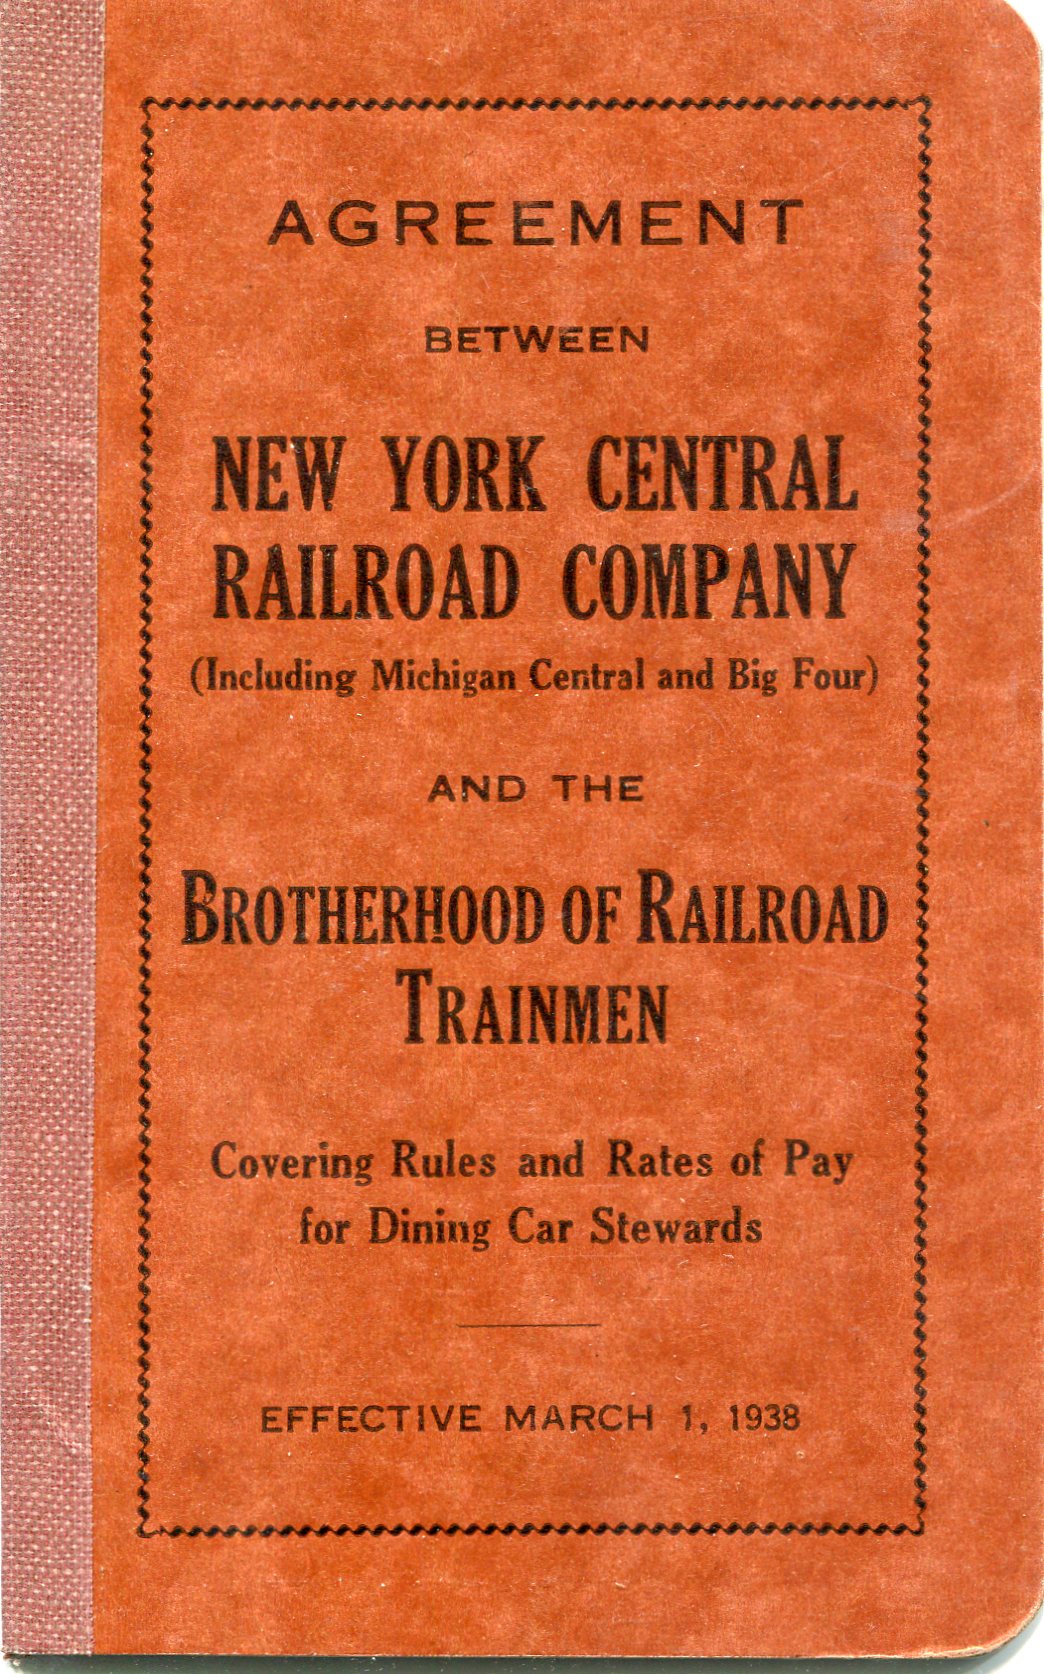 AGREEMENT
BETWEEN
NEW YORK CENTRAL
RAILROAD COMPANY
(Including Michigan Central and Big Four)
AND THE
BROTHERHOOD OF RAILROAD
TRAINMEN
Covering Rules and Rates of Pay
for Dining Car Stewards
EFFECTIVE MARCH 1, 1938